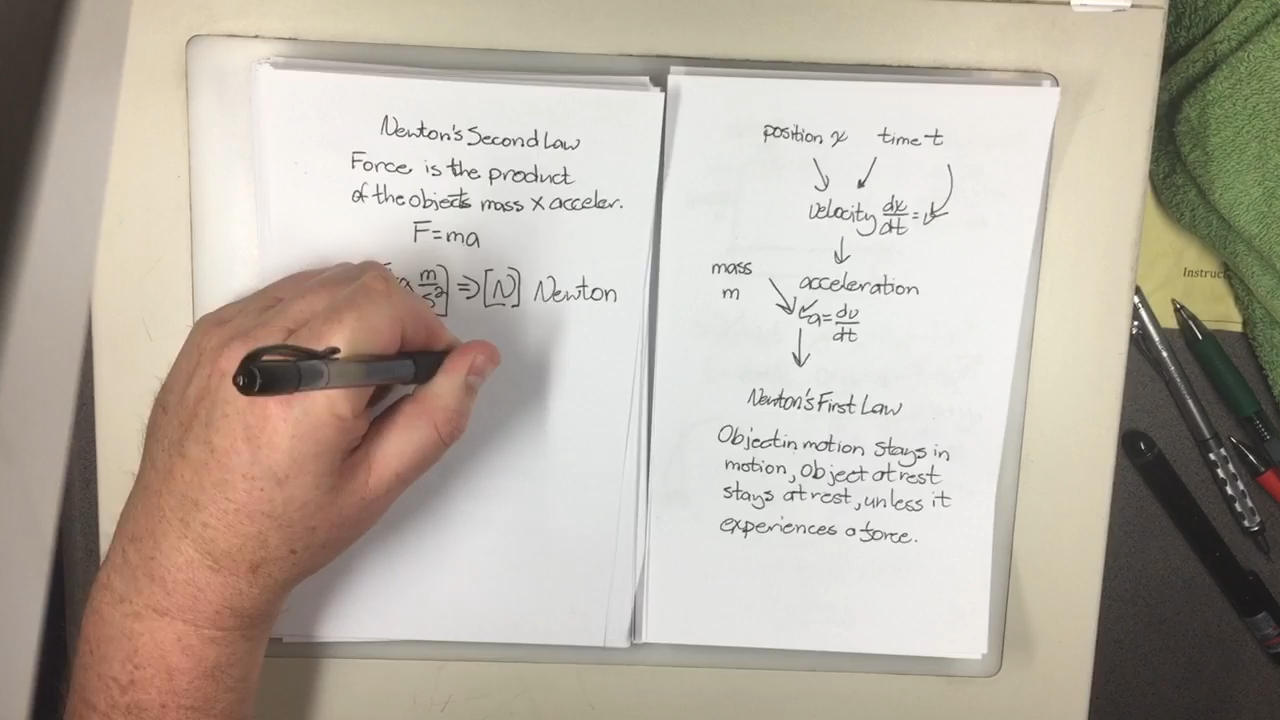 Newton's Second Law
Force is the product
of the objects mass x acceler.
F=ma
m/s²] ⇒ [N] Newton
position x time t
velocity dx/dt = v
mass
m
acceleration
a = dv/dt
Newton's First Law
Object in motion stays in
motion, Object at rest
stays at rest, unless it
experiences a force.
Instruc